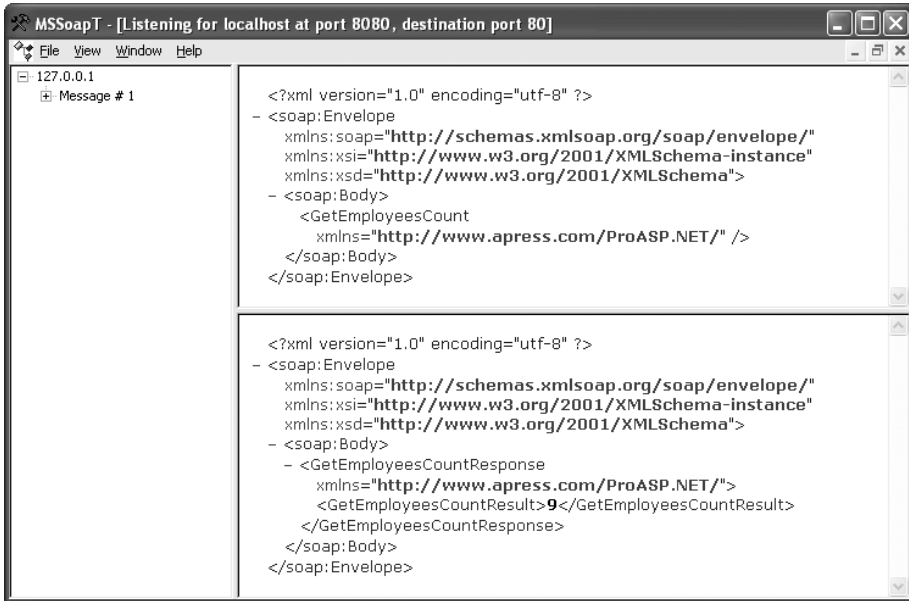 MSSoapT - [Listening for localhost at port 8080, destination port 80]
File View Window Help
127.0.0.1
Message # 1
<?xml version="1.0" encoding="utf-8" ?>
– <soap:Envelope
xmlns:soap="http://schemas.xmlsoap.org/soap/envelope/"
xmlns:xsi="http://www.w3.org/2001/XMLSchema-instance"
xmlns:xsd="http://www.w3.org/2001/XMLSchema">
– <soap:Body>
<GetEmployeesCount
xmlns="http://www.apress.com/ProASP.NET/" />
</soap:Body>
</soap:Envelope>
<?xml version="1.0" encoding="utf-8" ?>
– <soap:Envelope
xmlns:soap="http://schemas.xmlsoap.org/soap/envelope/"
xmlns:xsi="http://www.w3.org/2001/XMLSchema-instance"
xmlns:xsd="http://www.w3.org/2001/XMLSchema">
– <soap:Body>
– <GetEmployeesCountResponse
xmlns="http://www.apress.com/ProASP.NET/">
<GetEmployeesCountResult>9</GetEmployeesCountResult>
</GetEmployeesCountResponse>
</soap:Body>
</soap:Envelope>